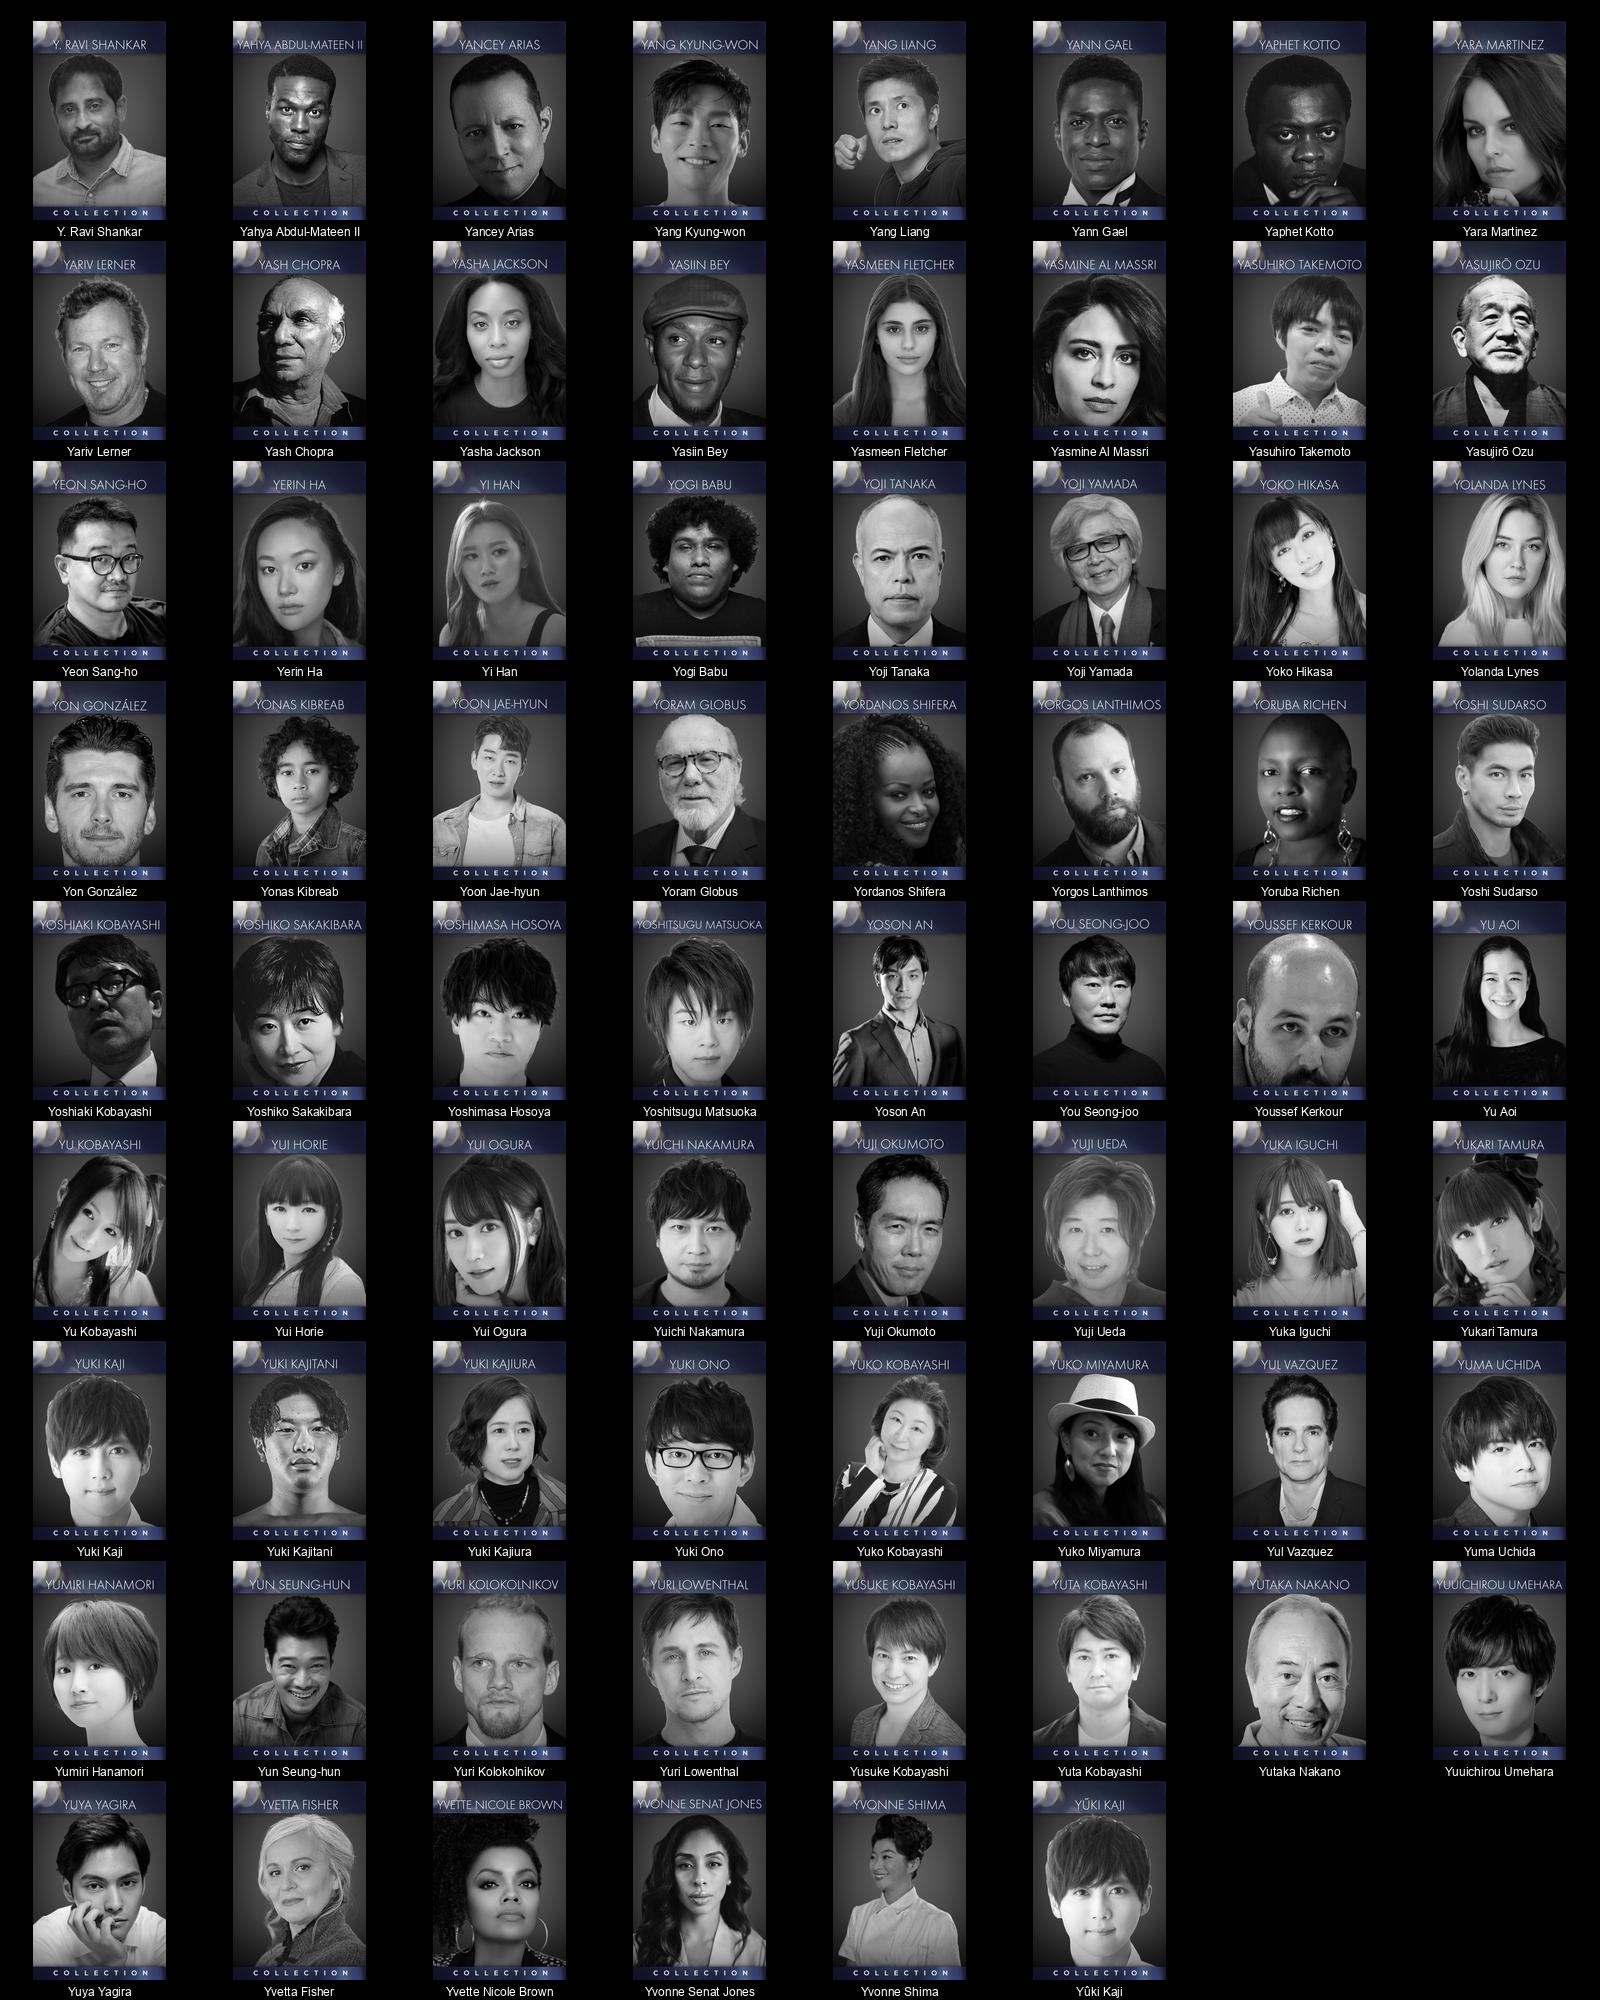 Y. RAVI SHANKAR YAHYA ABDUL-MATEEN II YANCEY ARIAS YANG KYUNG-WON YANG LIANG YANN GAEL YAPHET KOTTO YARA MARTINEZ
COLLECTION COLLECTION COLLECTION COLLECTION COLLECTION COLLECTION COLLECTION COLLECTION
Y. Ravi Shankar Yahya Abdul-Mateen II Yancey Arias Yang Kyung-won Yang Liang Yann Gael Yaphet Kotto Yara Martinez
YARIV LERNER YASH CHOPRA YASHA JACKSON YASIIN BEY YASMEEN FLETCHER YASMINE AL MASSRI YASUHIRO TAKEMOTO YASUJIRŌ OZU
COLLECTION COLLECTION COLLECTION COLLECTION COLLECTION COLLECTION COLLECTION COLLECTION
Yariv Lerner Yash Chopra Yasha Jackson Yasiin Bey Yasmeen Fletcher Yasmine Al Massri Yasuhiro Takemoto Yasujirō Ozu
YEON SANG-HO YERIN HA YI HAN YOGI BABU YOJI TANAKA YOJI YAMADA YOKO HIKASA YOLANDA LYNES
COLLECTION COLLECTION COLLECTION COLLECTION COLLECTION COLLECTION COLLECTION COLLECTION
Yeon Sang-ho Yerin Ha Yi Han Yogi Babu Yoji Tanaka Yoji Yamada Yoko Hikasa Yolanda Lynes
YON GONZÁLEZ YONAS KIBREAB YOON JAE-HYUN YORAM GLOBUS YORDANOS SHIFERA YORGOS LANTHIMOS YORUBA RICHEN YOSHI SUDARSO
COLLECTION COLLECTION COLLECTION COLLECTION COLLECTION COLLECTION COLLECTION COLLECTION
Yon González Yonas Kibreab Yoon Jae-hyun Yoram Globus Yordanos Shifera Yorgos Lanthimos Yoruba Richen Yoshi Sudarso
YOSHIAKI KOBAYASHI YOSHIKO SAKAKIBARA YOSHIMASA HOSOYA YOSHITSUGU MATSUOKA YOSON AN YOU SEONG-JOO YOUSSEF KERKOUR YU AOI
COLLECTION COLLECTION COLLECTION COLLECTION COLLECTION COLLECTION COLLECTION COLLECTION
Yoshiaki Kobayashi Yoshiko Sakakibara Yoshimasa Hosoya Yoshitsugu Matsuoka Yoson An You Seong-joo Youssef Kerkour Yu Aoi
YU KOBAYASHI YUI HORIE YUI OGURA YUICHI NAKAMURA YUJI OKUMOTO YUJI UEDA YUKA IGUCHI YUKARI TAMURA
COLLECTION COLLECTION COLLECTION COLLECTION COLLECTION COLLECTION COLLECTION COLLECTION
Yu Kobayashi Yui Horie Yui Ogura Yuichi Nakamura Yuji Okumoto Yuji Ueda Yuka Iguchi Yukari Tamura
YUKI KAJI YUKI KAJITANI YUKI KAJIURA YUKI ONO YUKO KOBAYASHI YUKO MIYAMURA YUL VAZQUEZ YUMA UCHIDA
COLLECTION COLLECTION COLLECTION COLLECTION COLLECTION COLLECTION COLLECTION COLLECTION
Yuki Kaji Yuki Kajitani Yuki Kajiura Yuki Ono Yuko Kobayashi Yuko Miyamura Yul Vazquez Yuma Uchida
YUMIRI HANAMORI YUN SEUNG-HUN YURI KOLOKOLNIKOV YURI LOWENTHAL YUSUKE KOBAYASHI YUTA KOBAYASHI YUTAKA NAKANO YUUICHIROU UMEHARA
COLLECTION COLLECTION COLLECTION COLLECTION COLLECTION COLLECTION COLLECTION COLLECTION
Yumiri Hanamori Yun Seung-hun Yuri Kolokolnikov Yuri Lowenthal Yusuke Kobayashi Yuta Kobayashi Yutaka Nakano Yuuichirou Umehara
YUYA YAGIRA YVETTA FISHER YVETTE NICOLE BROWN YVONNE SENAT JONES YVONNE SHIMA YŪKI KAJI
COLLECTION COLLECTION COLLECTION COLLECTION COLLECTION COLLECTION
Yuya Yagira Yvetta Fisher Yvette Nicole Brown Yvonne Senat Jones Yvonne Shima Yūki Kaji